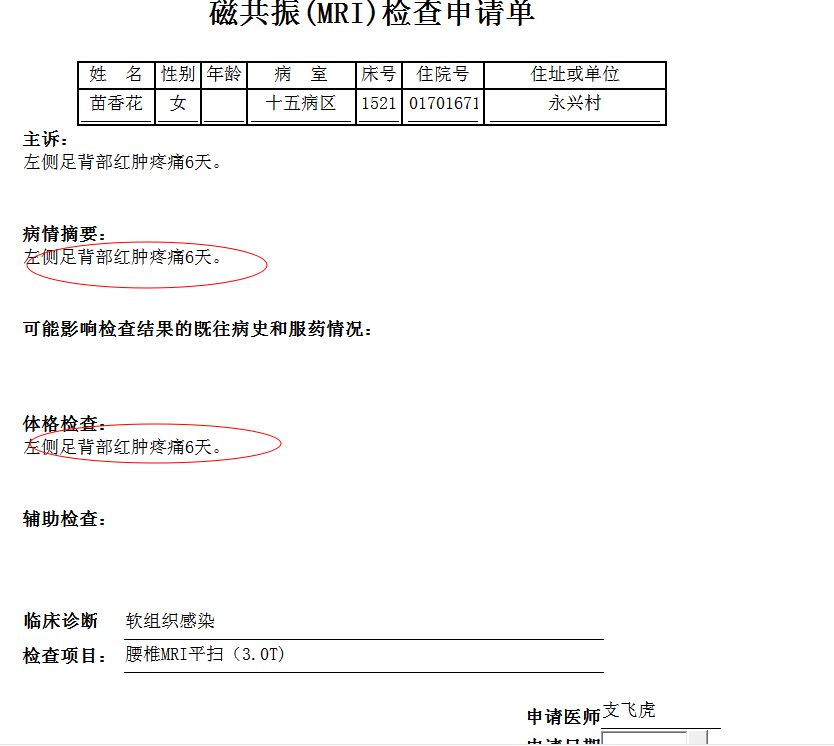 磁共振(MRI)检查申请单
姓 名 性别 年龄 病 室 床号 住院号 住址或单位
苗香花 女 十五病区 1521 01701671 永兴村
主诉:
左侧足背部红肿疼痛6天。
病情摘要:
左侧足背部红肿疼痛6天。
可能影响检查结果的既往病史和服药情况:
体格检查:
左侧足背部红肿疼痛6天。
辅助检查:
临床诊断 软组织感染
检查项目: 腰椎MRI平扫（3.0T)
申请医师 支飞虎